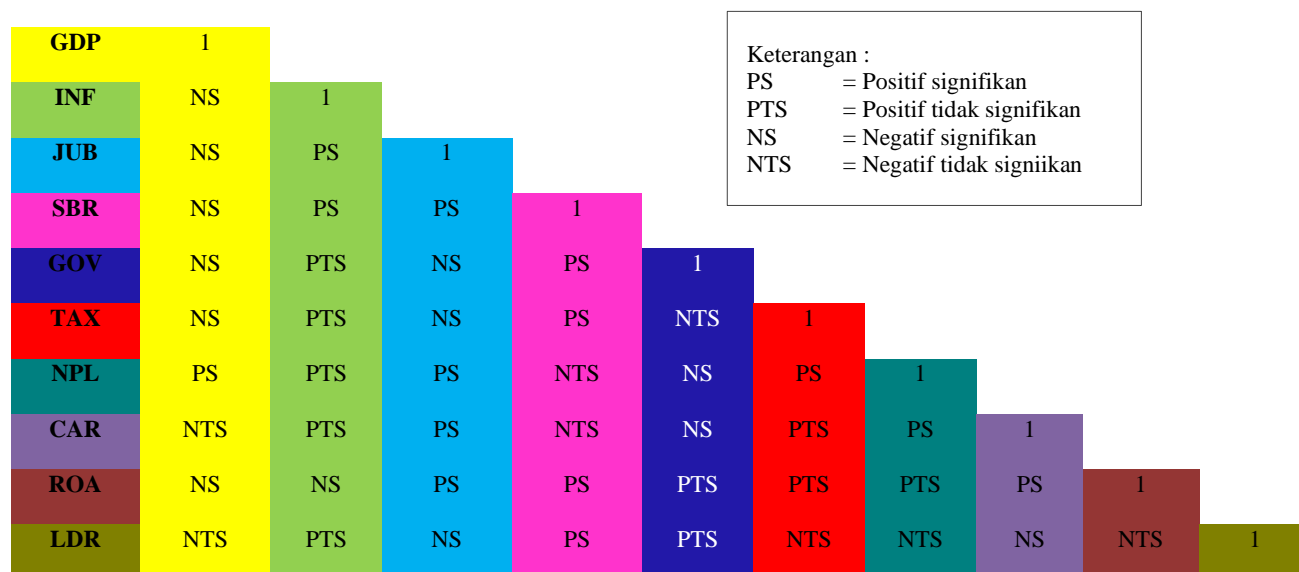 Keterangan :
PS = Positif signifikan
PTS = Positif tidak signifikan
NS = Negatif signifikan
NTS = Negatif tidak signiikan
GDP 1
INF NS 1
JUB NS PS 1
SBR NS PS PS 1
GOV NS PTS NS PS 1
TAX NS PTS NS PS NTS 1
NPL PS PTS PS NTS NS PS 1
CAR NTS PTS PS NTS NS PTS PS 1
ROA NS NS PS PS PTS PTS PTS PS 1
LDR NTS PTS NS PS PTS NTS NTS NS NTS 1